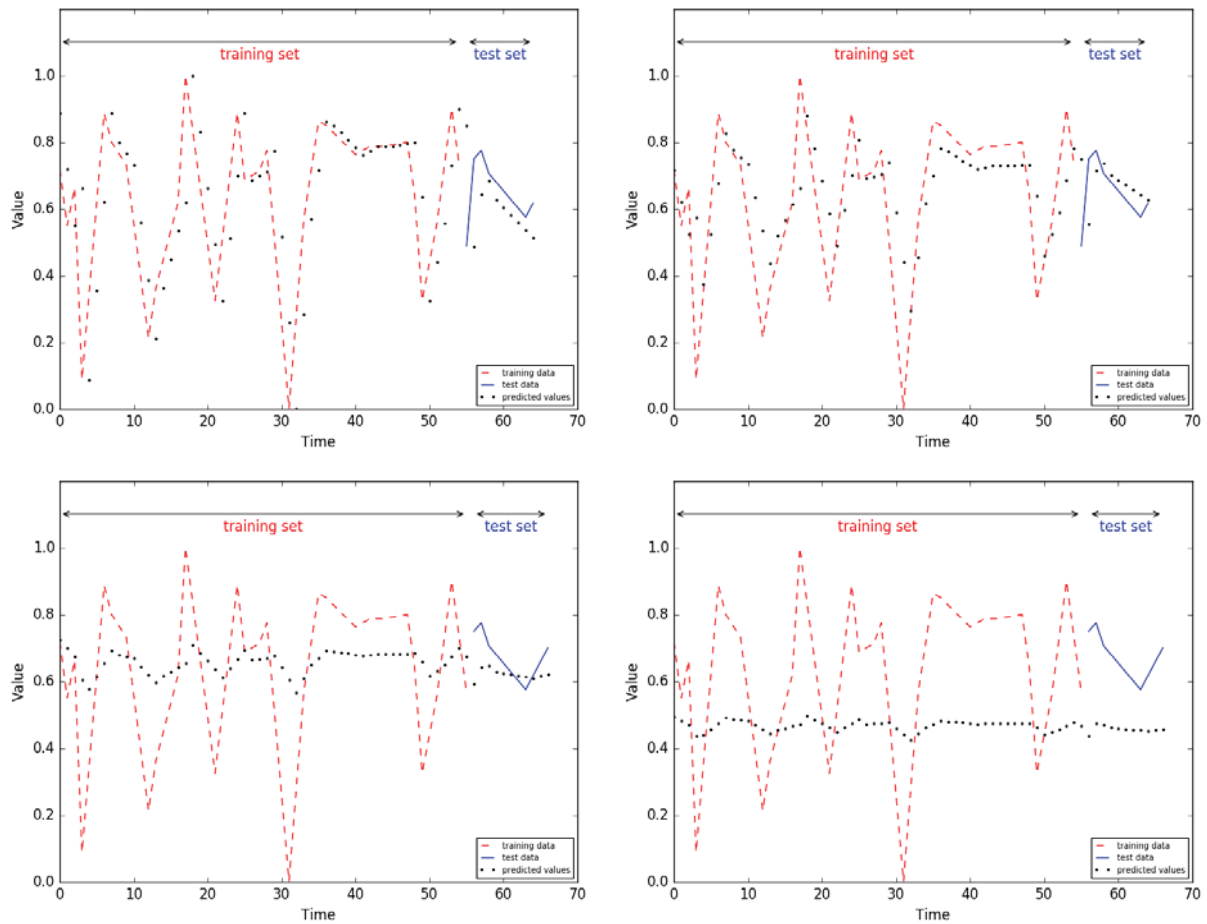 training set
test set
Value
1.0
0.8
0.6
0.4
0.2
0.0
training data
test data
predicted values
0 10 20 30 40 50 60 70
Time
training set
test set
Value
1.0
0.8
0.6
0.4
0.2
0.0
training data
test data
predicted values
0 10 20 30 40 50 60 70
Time
training set
test set
Value
1.0
0.8
0.6
0.4
0.2
0.0
training data
test data
predicted values
0 10 20 30 40 50 60 70
Time
training set
test set
Value
1.0
0.8
0.6
0.4
0.2
0.0
training data
test data
predicted values
0 10 20 30 40 50 60 70
Time